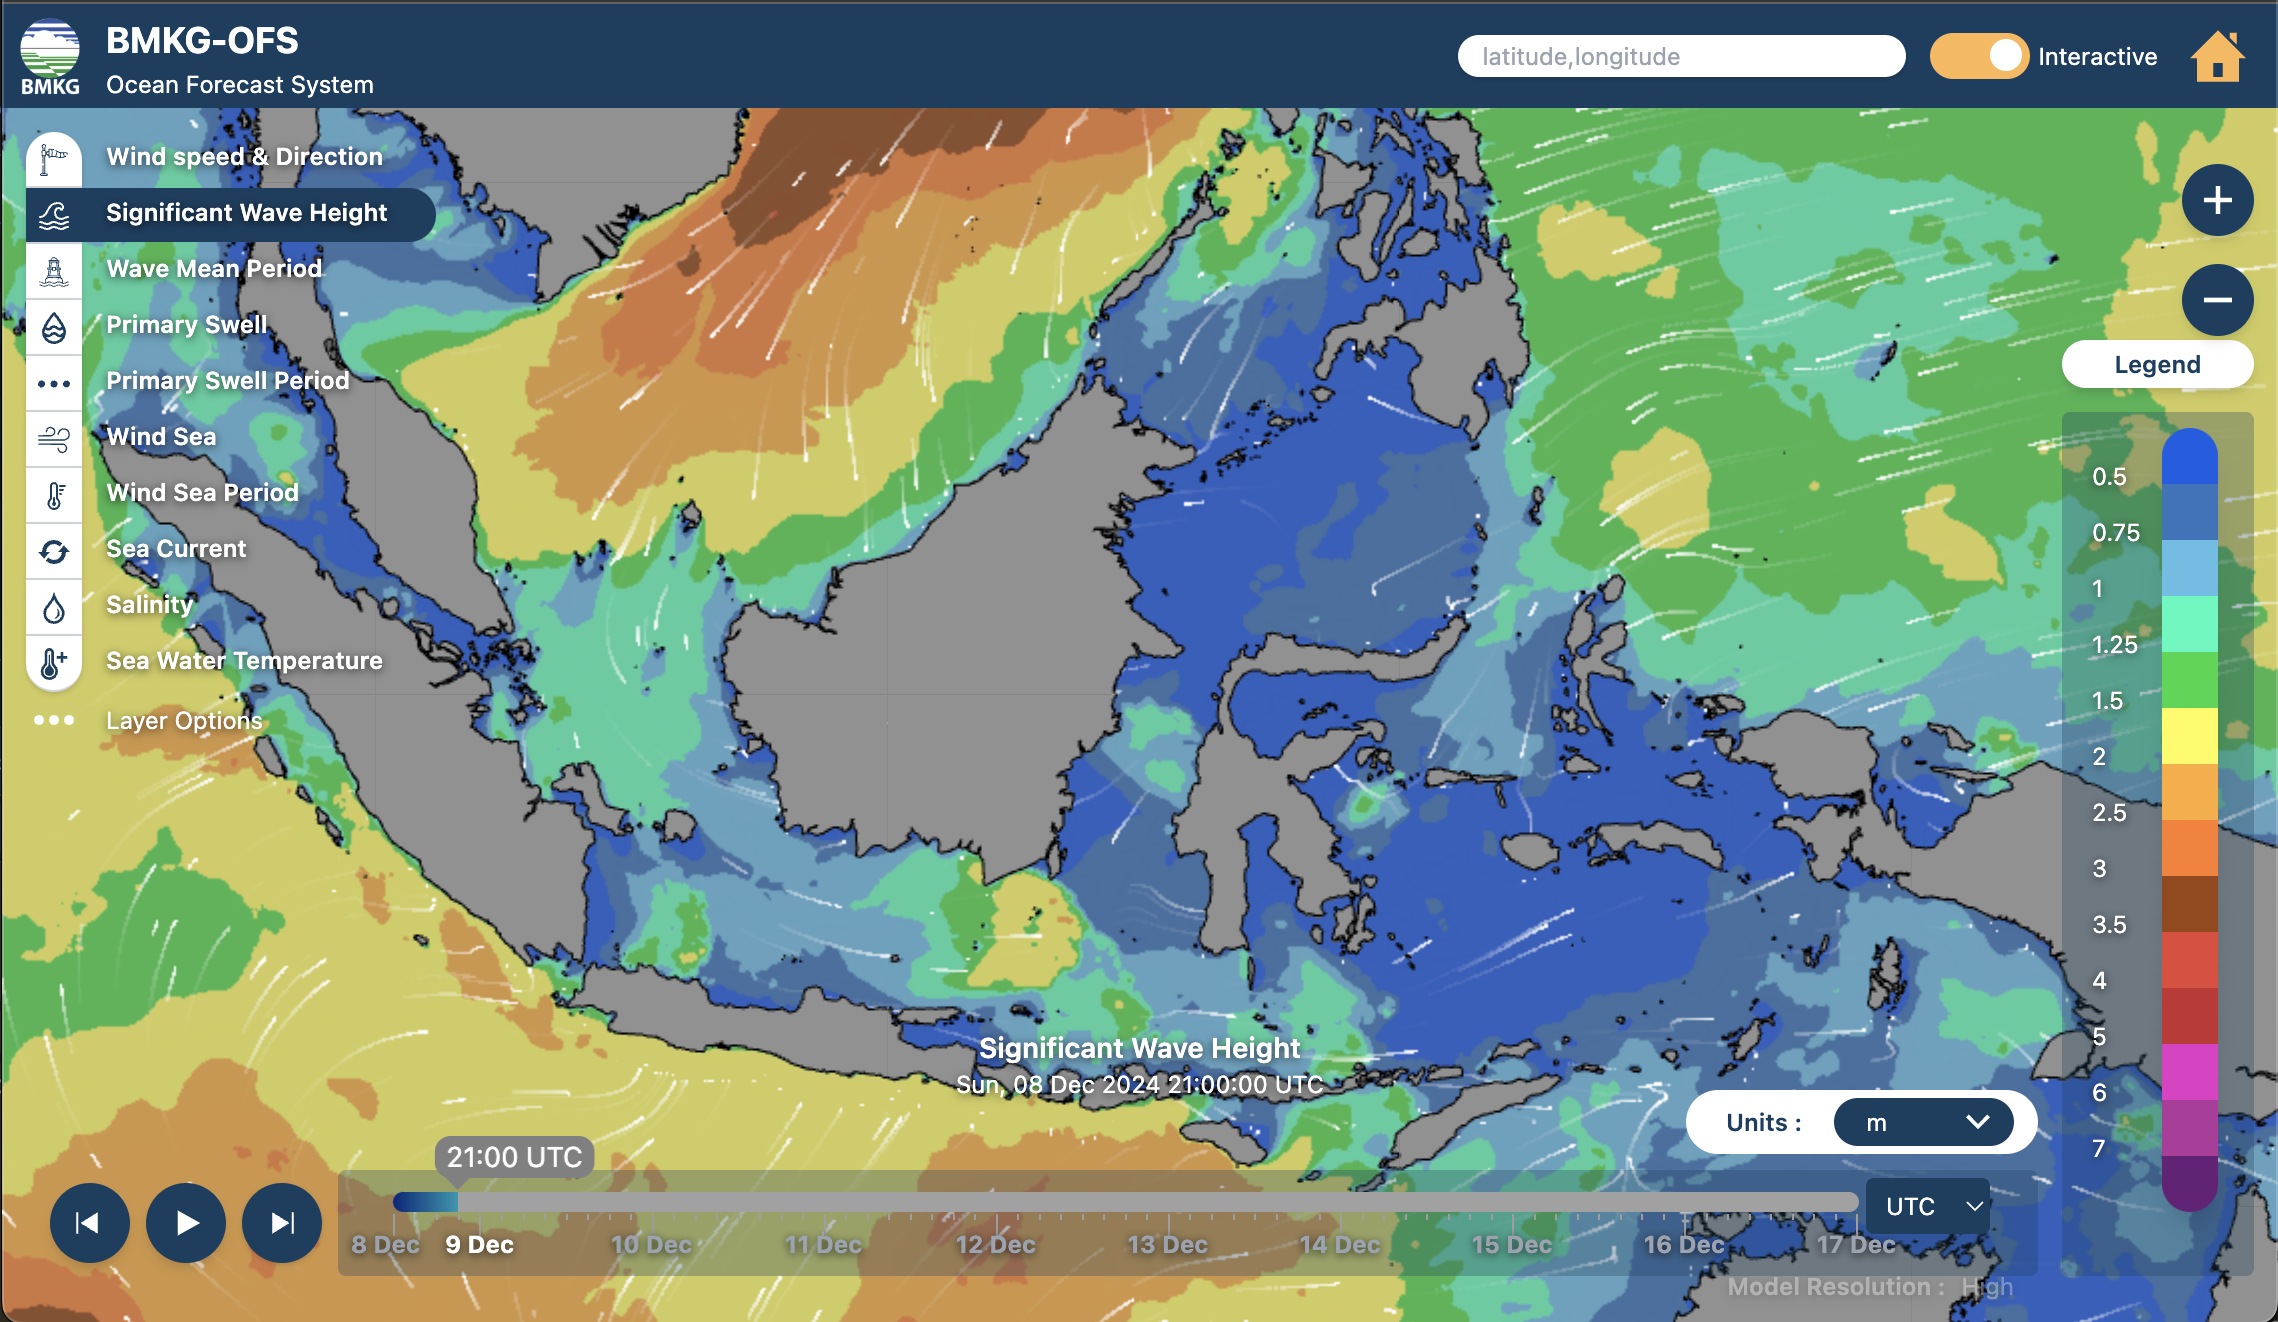 BMKG
BMKG-OFS
Ocean Forecast System
latitude,longitude
Interactive
Wind speed & Direction
Significant Wave Height
Wave Mean Period
Primary Swell
Primary Swell Period
Wind Sea
Wind Sea Period
Sea Current
Salinity
Sea Water Temperature
Layer Options
Legend
0.5
0.75
1
1.25
1.5
2
2.5
3
3.5
4
5
6
7
Significant Wave Height
Sun, 08 Dec 2024 21:00:00 UTC
Units :
m
21:00 UTC
UTC
8 Dec
9 Dec
10 Dec
11 Dec
12 Dec
13 Dec
14 Dec
15 Dec
16 Dec
17 Dec
Model Resolution :
High